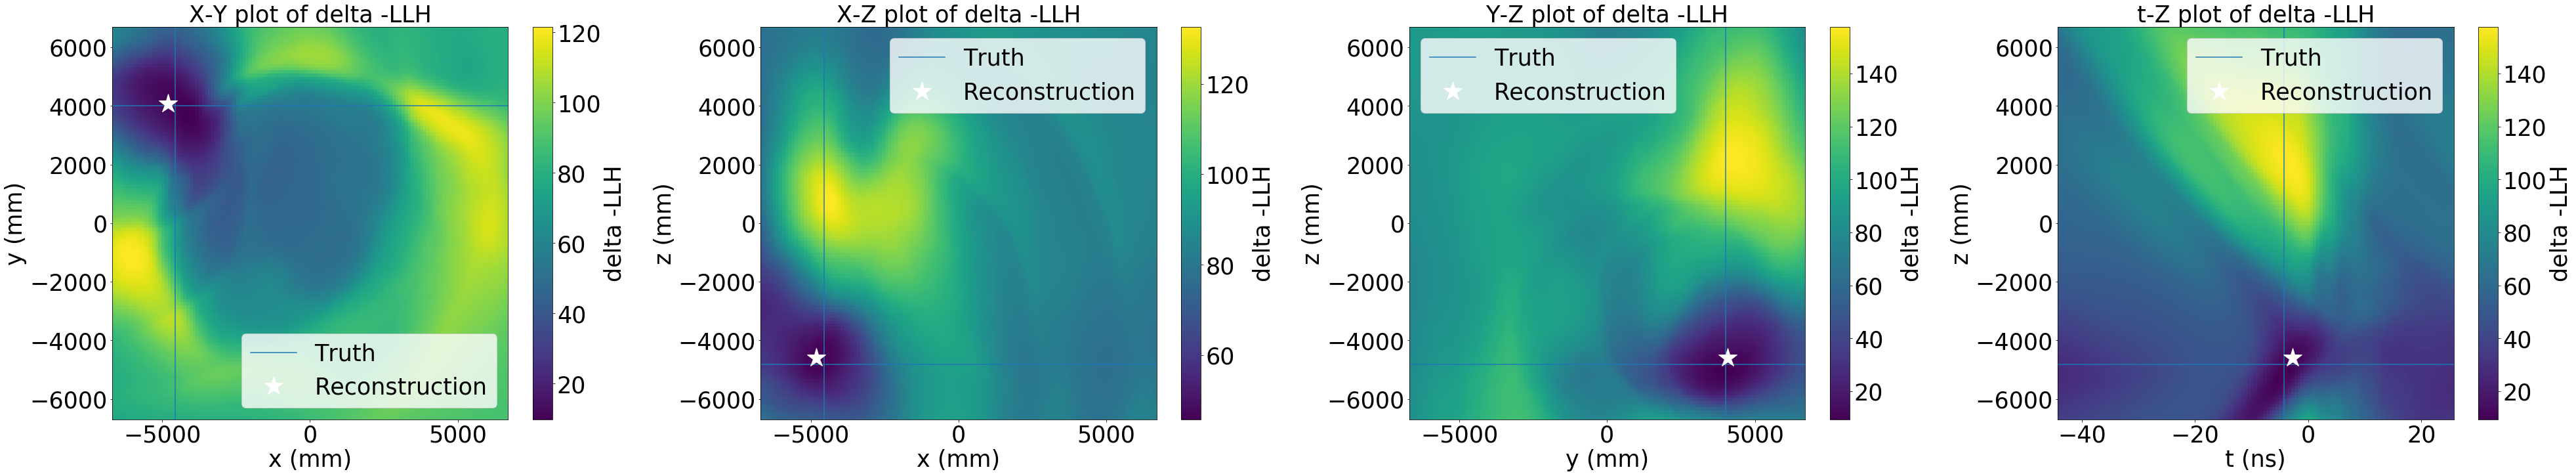 X-Y plot of delta -LLH
y (mm)
6000
4000
2000
0
−2000
−4000
−6000
Truth
Reconstruction
−5000 0 5000
x (mm)
120
100
80
60
40
20
delta -LLH
X-Z plot of delta -LLH
z (mm)
6000
4000
2000
0
−2000
−4000
−6000
Truth
Reconstruction
−5000 0 5000
x (mm)
120
100
80
60
delta -LLH
Y-Z plot of delta -LLH
z (mm)
6000
4000
2000
0
−2000
−4000
−6000
Truth
Reconstruction
−5000 0 5000
y (mm)
140
120
100
80
60
40
20
delta -LLH
t-Z plot of delta -LLH
z (mm)
6000
4000
2000
0
−2000
−4000
−6000
Truth
Reconstruction
−40 −20 0 20
t (ns)
140
120
100
80
60
40
20
delta -LLH